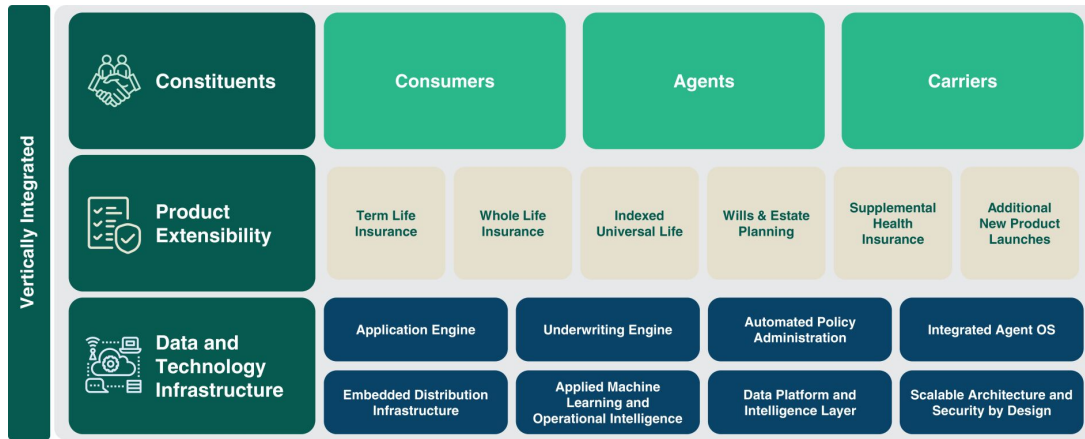 Vertically Integrated
Constituents
Consumers
Agents
Carriers
Product
Extensibility
Term Life
Insurance
Whole Life
Insurance
Indexed
Universal Life
Wills & Estate
Planning
Supplemental
Health
Insurance
Additional
New Product
Launches
Data and
Technology
Infrastructure
Application Engine
Underwriting Engine
Automated Policy
Administration
Integrated Agent OS
Embedded Distribution
Infrastructure
Applied Machine
Learning and
Operational Intelligence
Data Platform and
Intelligence Layer
Scalable Architecture and
Security by Design